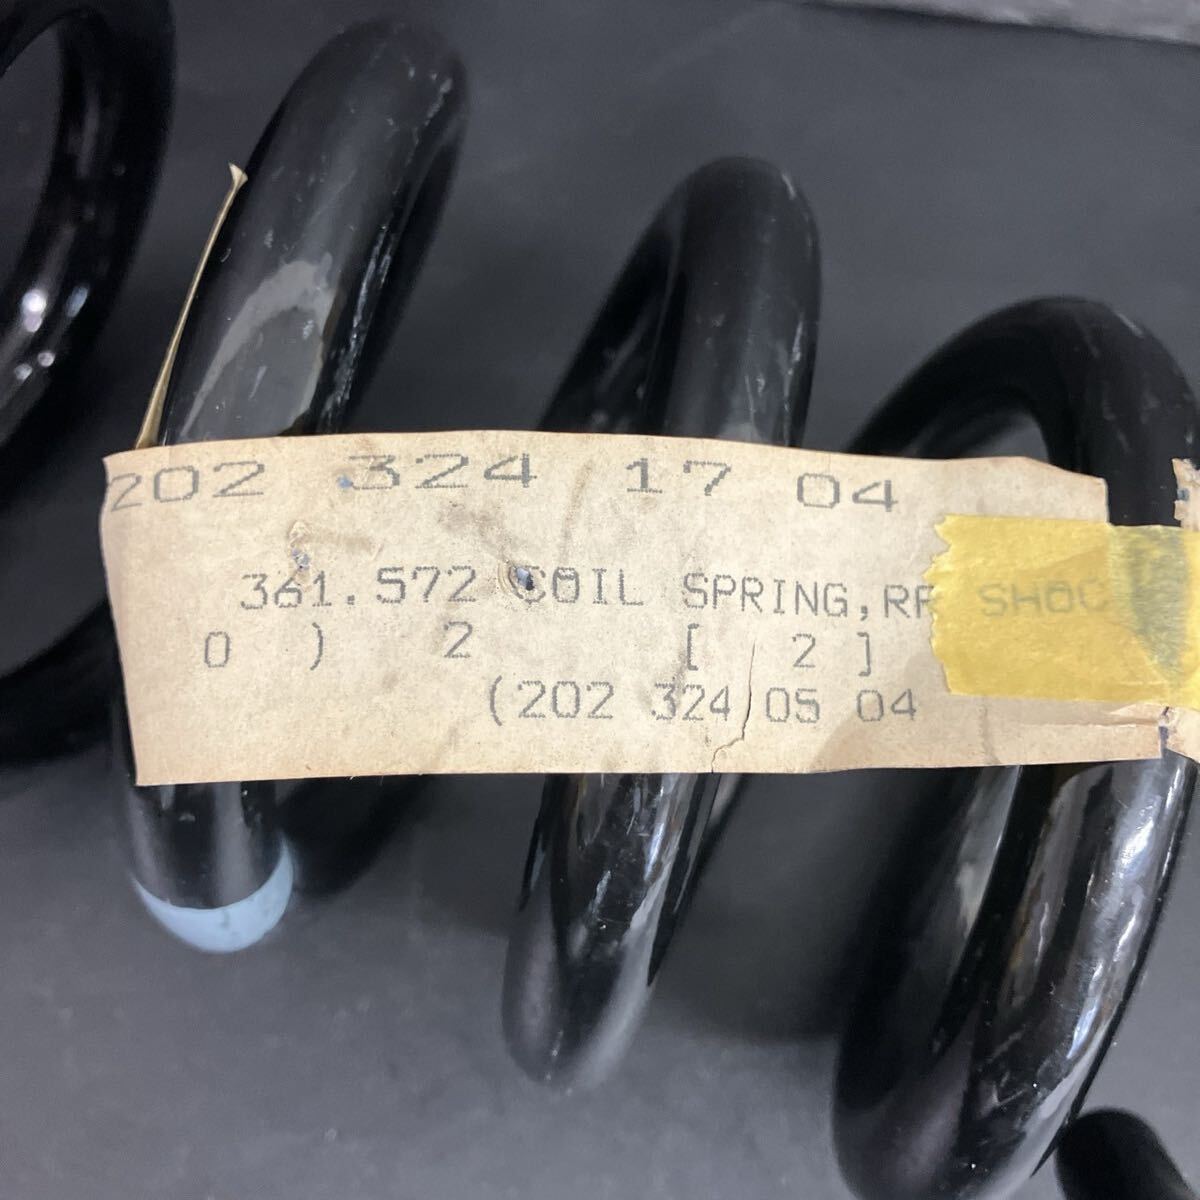 202 324 17 04
361.572 COIL SPRING,RR SHOC
0 ) 2 [ 2 ]
(202 324 05 04